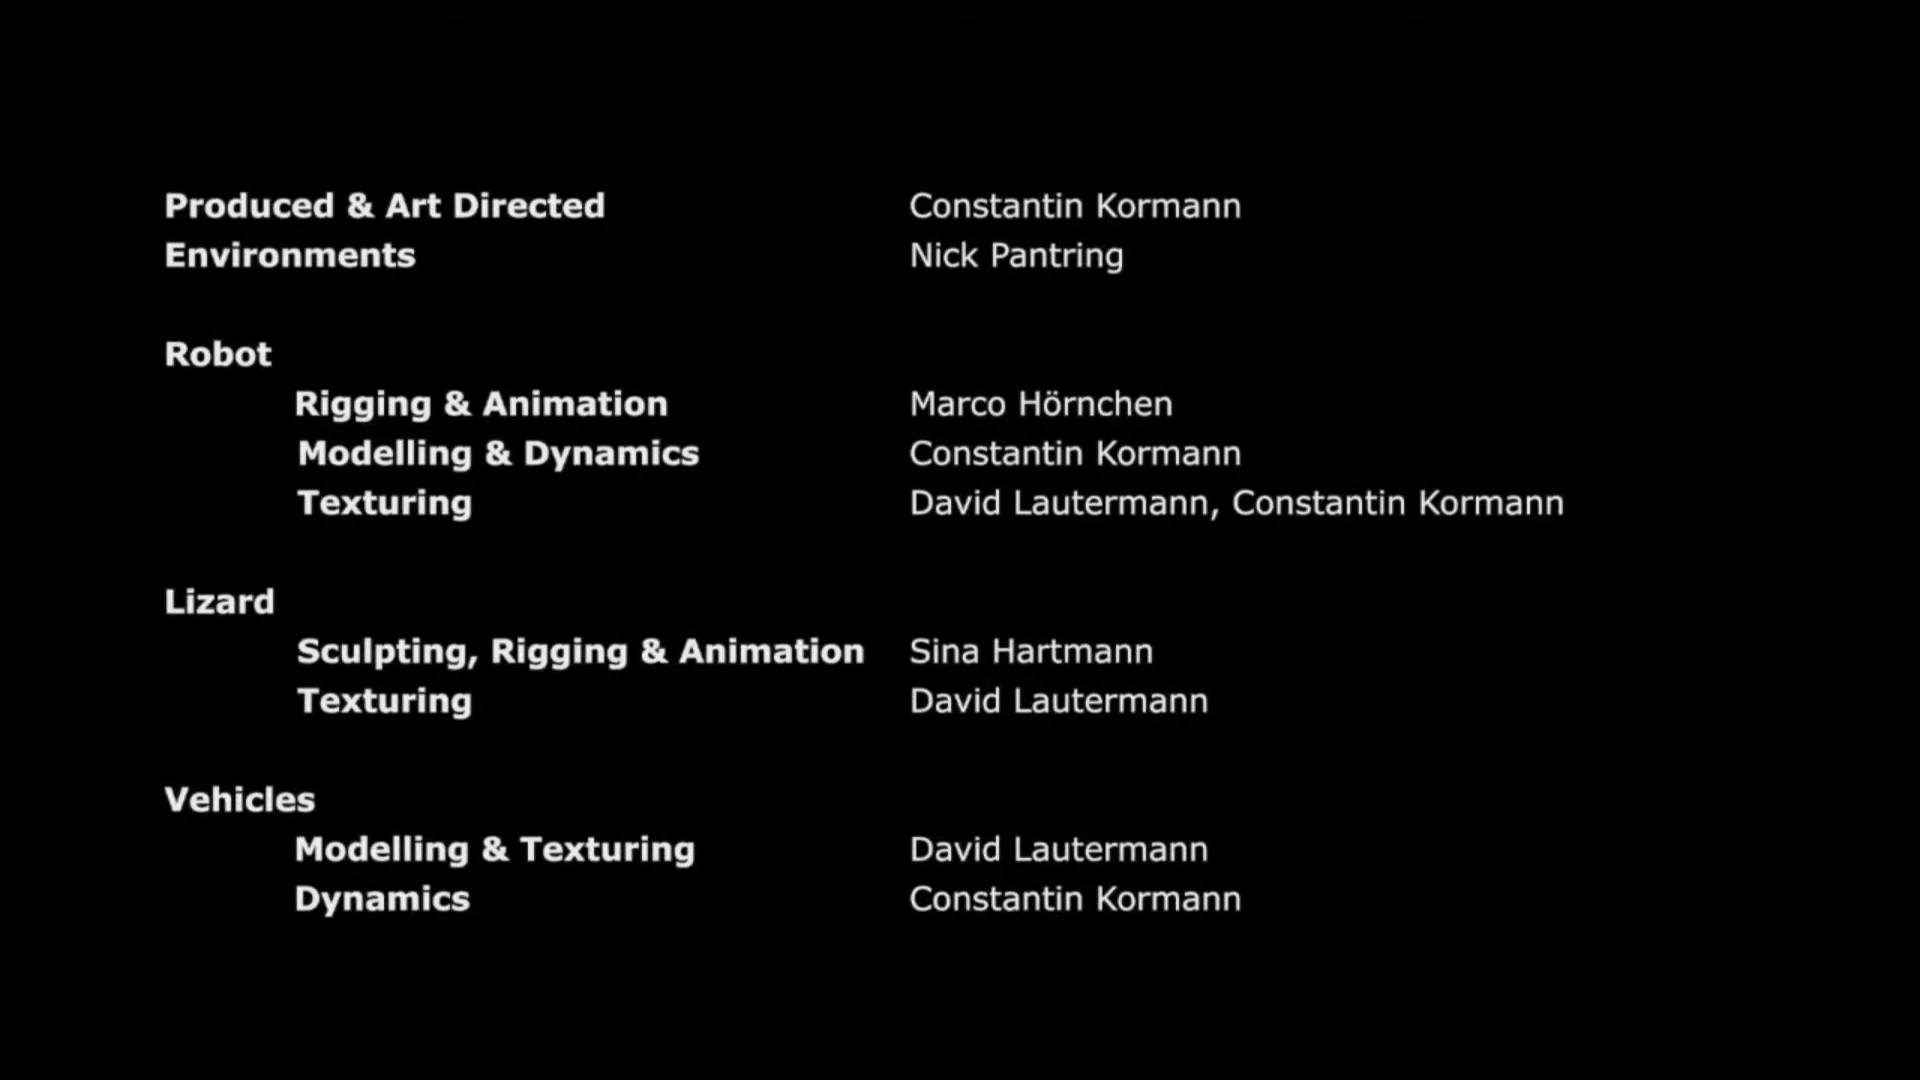 Produced & Art Directed Constantin Kormann
Environments Nick Pantring
Robot
Rigging & Animation Marco Hörnchen
Modelling & Dynamics Constantin Kormann
Texturing David Lautermann, Constantin Kormann
Lizard
Sculpting, Rigging & Animation Sina Hartmann
Texturing David Lautermann
Vehicles
Modelling & Texturing David Lautermann
Dynamics Constantin Kormann